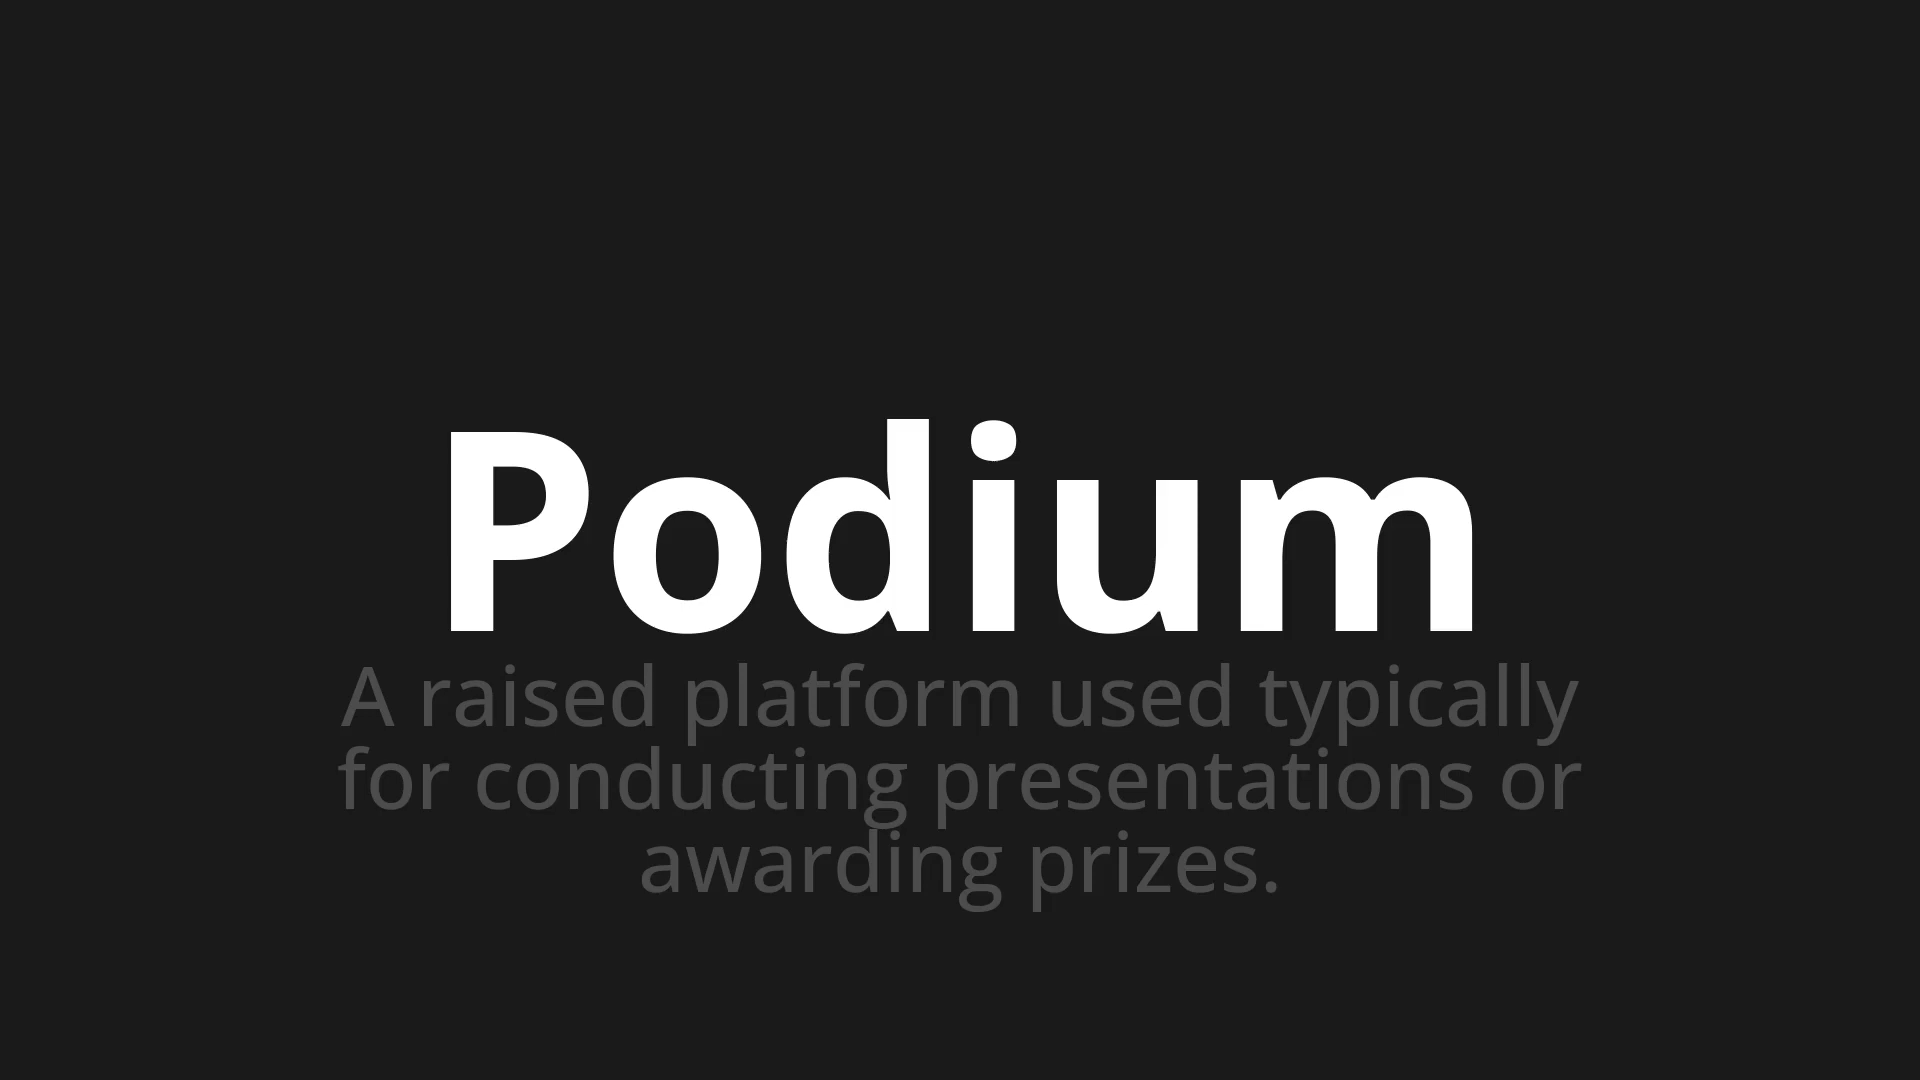 Podium
A raised platform used typically
for conducting presentations or
awarding prizes.